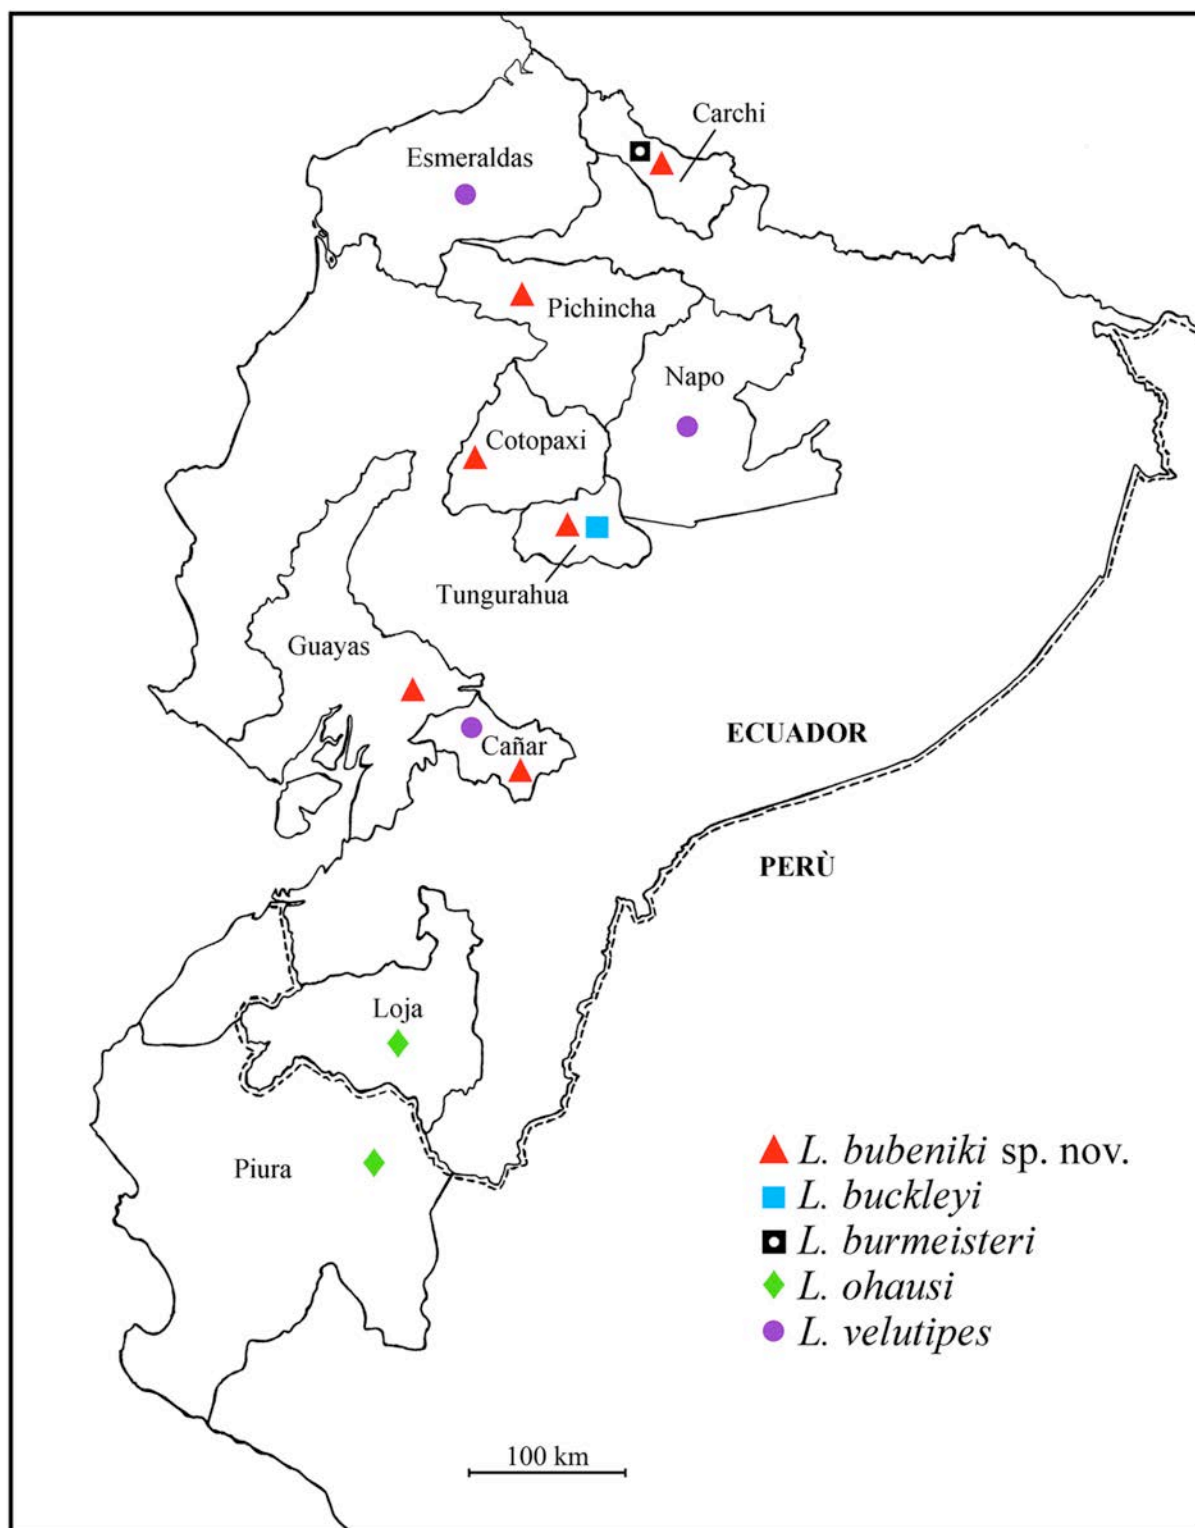 Carchi
Esmeraldas
Pichincha
Napo
Cotopaxi
Tungurahua
Guayas
Cañar
ECUADOR
PERÙ
Loja
Piura
L. bubeniki sp. nov.
L. buckleyi
L. burmeisteri
L. ohausi
L. velutipes
100 km